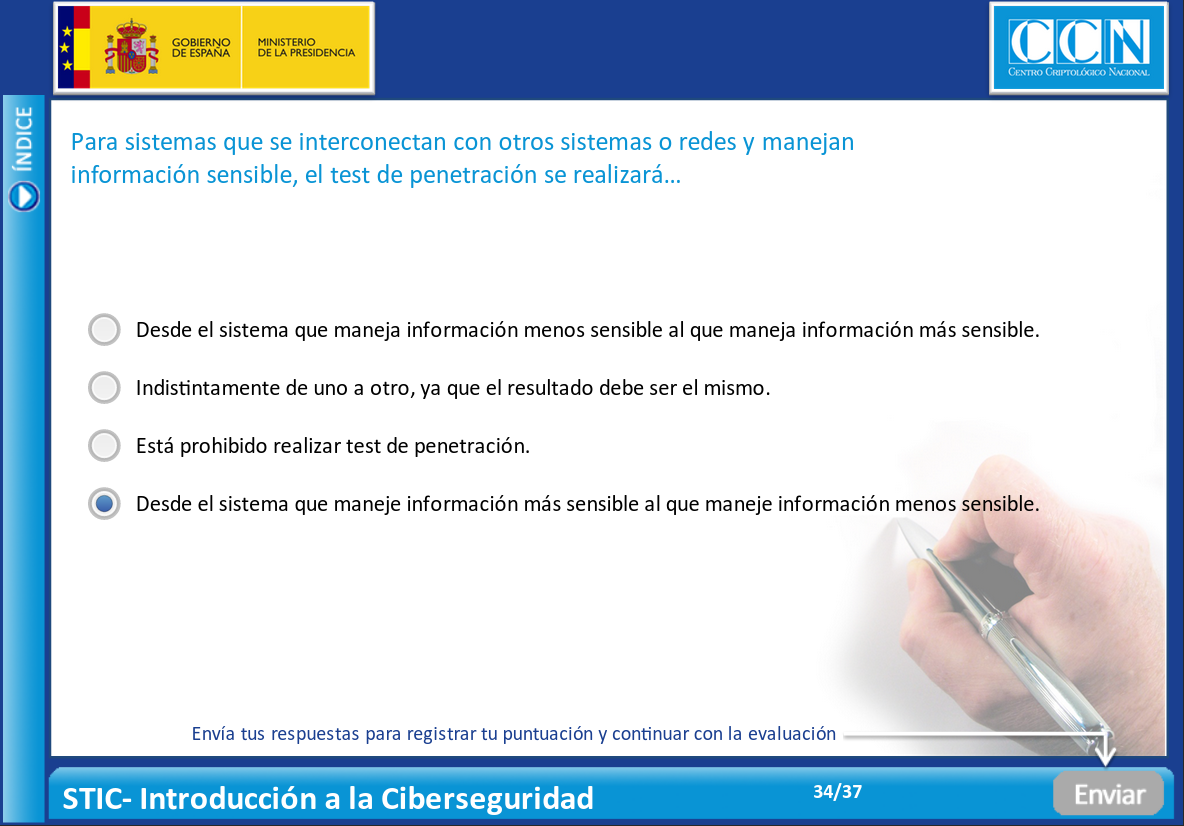 GOBIERNO
DE ESPAÑA
MINISTERIO
DE LA PRESIDENCIA
CCN
CENTRO CRIPTOLÓGICO NACIONAL
ÍNDICE
Para sistemas que se interconectan con otros sistemas o redes y manejan
información sensible, el test de penetración se realizará...
Desde el sistema que maneja información menos sensible al que maneja información más sensible.
Indistintamente de uno a otro, ya que el resultado debe ser el mismo.
Está prohibido realizar test de penetración.
Desde el sistema que maneje información más sensible al que maneje información menos sensible.
Envía tus respuestas para registrar tu puntuación y continuar con la evaluación
STIC- Introducción a la Ciberseguridad
34/37
Enviar